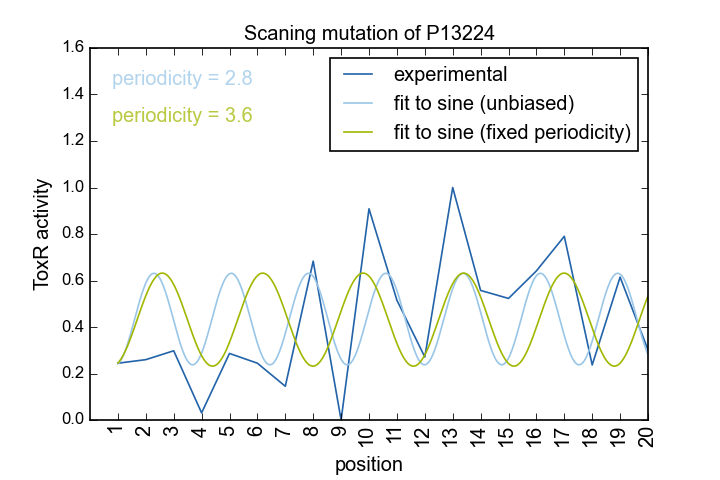 Scaning mutation of P13224
1.6
1.4
1.2
1.0
0.8
0.6
0.4
0.2
0.0
ToxR activity
periodicity = 2.8
periodicity = 3.6
experimental
fit to sine (unbiased)
fit to sine (fixed periodicity)
1 2 3 4 5 6 7 8 9 10 11 12 13 14 15 16 17 18 19 20
position